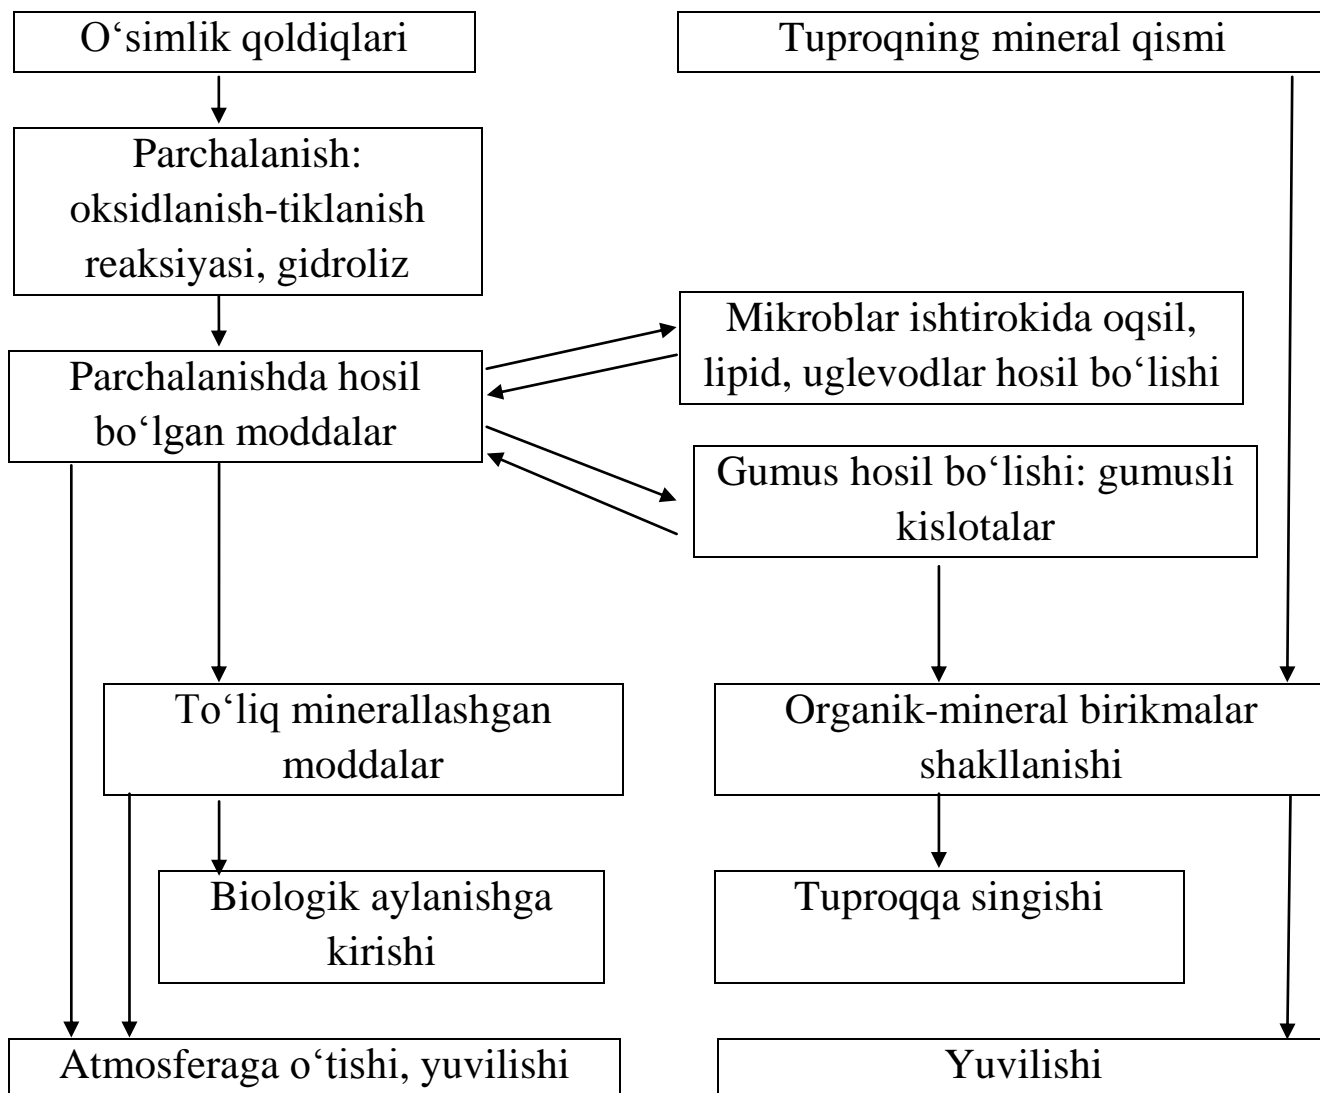 O‘simlik qoldiqlari
Tuproqning mineral qismi
Parchalanish:
oksidlanish-tiklanish
reaksiyasi, gidroliz
Mikroblar ishtirokida oqsil,
lipid, uglevodlar hosil bo‘lishi
Parchalanishda hosil
bo‘lgan moddalar
Gumus hosil bo‘lishi: gumusli
kislotalar
To‘liq minerallashgan
moddalar
Organik-mineral birikmalar
shakllanishi
Biologik aylanishga
kirishi
Tuproqqa singishi
Atmosferaga o‘tishi, yuvilishi
Yuvilishi